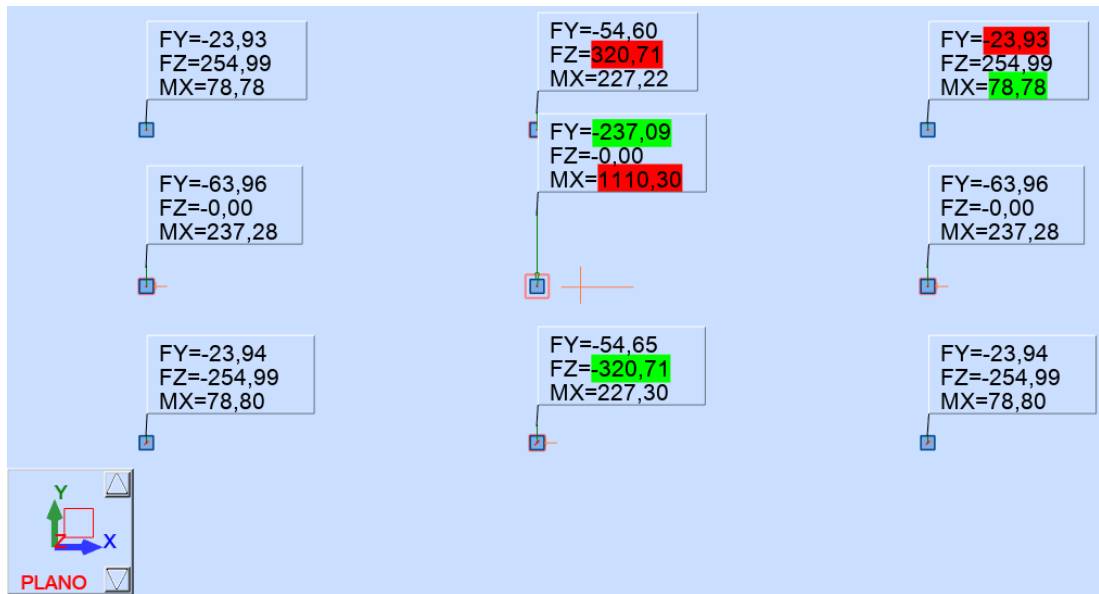 FY=-23,93
FZ=254,99
MX=78,78
FY=-54,60
FZ=320,71
MX=227,22
FY=-23,93
FZ=254,99
MX=78,78
FY=-237,09
FZ=-0,00
MX=1110,30
FY=-63,96
FZ=-0,00
MX=237,28
FY=-63,96
FZ=-0,00
MX=237,28
FY=-23,94
FZ=-254,99
MX=78,80
FY=-54,65
FZ=-320,71
MX=227,30
FY=-23,94
FZ=-254,99
MX=78,80
Y
Z
X
PLANO